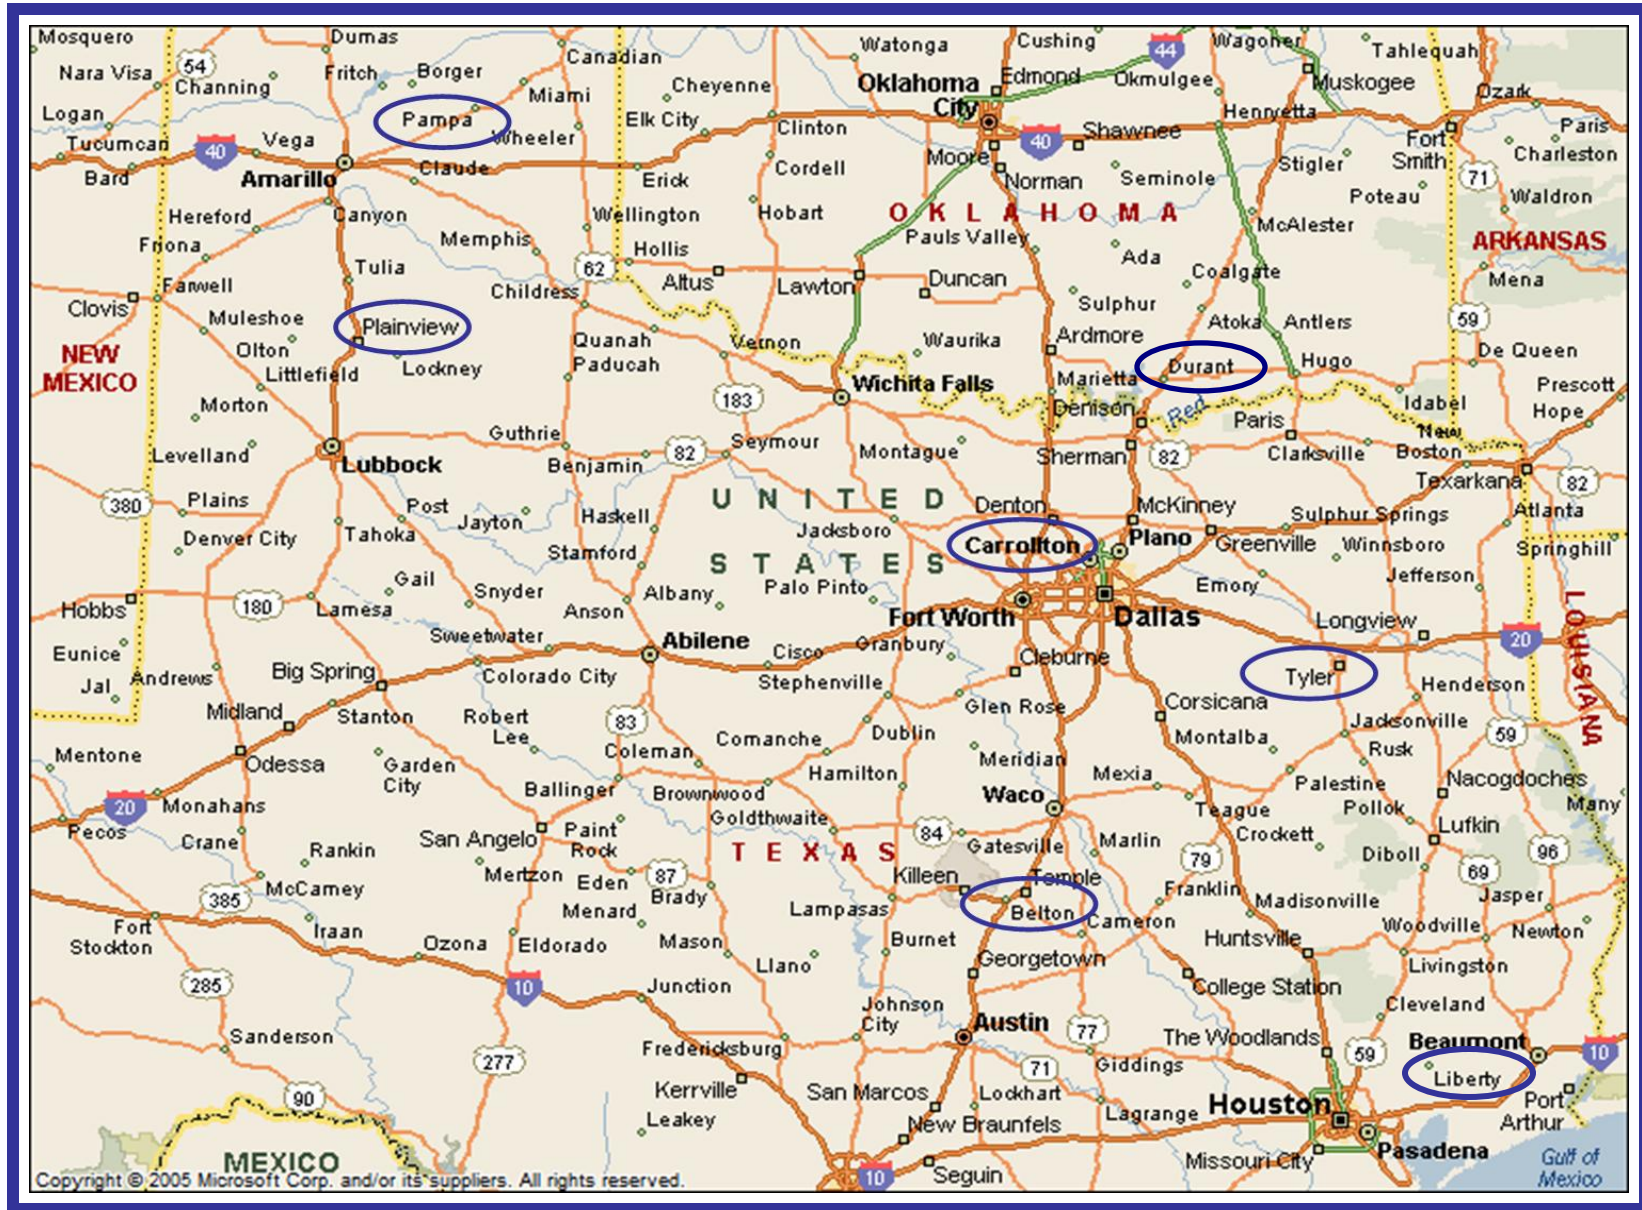 Mosquero
Dumas
Canadian
Watonga
Cushing
44
Wagoner
Tahlequah
Nara Visa
54
Channing
Fritch
Borger
Miami
Cheyenne
Oklahoma
City
Edmond
Okmulgee
Muskogee
Ozark
Logan
Pampa
Wheeler
Elk City
Clinton
Henryetta
Tucumcari
40
Vega
Moore
40
Shawnee
Fort
Smith
Paris
Charleston
Bard
Amarillo
Claude
Erick
Cordell
Norman
Seminole
Stigler
71
Poteau
Waldron
Hereford
Canyon
Wellington
Hobart
OKLAHOMA
McAlester
Friona
Memphis
Hollis
Pauls Valley
Ada
ARKANSAS
Farwell
Tulia
62
Altus
Lawton
Duncan
Coalgate
Mena
Clovis
Childress
Sulphur
Muleshoe
Plainview
Quanah
Vernon
Waurika
Ardmore
Atoka
Antlers
59
NEW
MEXICO
Olton
Littlefield
Lockney
Paducah
Durant
Hugo
De Queen
Wichita Falls
Marietta
Prescott
Morton
183
Denison
Red
Paris
Idabel
Hope
Guthrie
Seymour
Montague
New
Boston
Levelland
Lubbock
Benjamin
82
Sherman
82
Clarksville
Texarkana
82
380
Plains
Post
Jayton
Haskell
UNITED
STATES
Denton
McKinney
Sulphur Springs
Atlanta
Denver City
Tahoka
Stamford
Jacksboro
Carrollton
Plano
Greenville
Winnsboro
Springhill
Gail
Snyder
Albany
Palo Pinto
Emory
Jefferson
Hobbs
180
Lamesa
Anson
Fort Worth
Dallas
Longview
LOUISIANA
Sweetwater
Abilene
Cisco
Granbury
20
Eunice
Cleburne
Jal
Andrews
Big Spring
Colorado City
Stephenville
Tyler
Henderson
Midland
Stanton
Robert
Lee
83
Glen Rose
Corsicana
Jacksonville
59
Mentone
Odessa
Garden
City
Coleman
Comanche
Dublin
Meridian
Montalba
Rusk
Ballinger
Brownwood
Hamilton
Mexia
Palestine
Nacogdoches
20
Monahans
Goldthwaite
Waco
Teague
Pollok
Many
Pecos
Crane
San Angelo
Paint
Rock
TEXAS
84
Gatesville
Marlin
Crockett
Lufkin
Rankin
Mertzon
79
Diboll
96
McCamey
Eden
87
Brady
Killeen
Temple
Franklin
69
Jasper
385
Menard
Lampasas
Belton
Cameron
Madisonville
Woodville
Newton
Fort
Stockton
Iraan
Ozona
Eldorado
Mason
Burnet
Huntsville
Llano
Georgetown
Livingston
285
10
Junction
Johnson
City
College Station
Cleveland
Sanderson
Fredericksburg
Austin
77
The Woodlands
59
Beaumont
10
277
Kerrville
San Marcos
71
Giddings
Liberty
90
Leakey
Lockhart
Lagrange
Houston
Port
Arthur
New Braunfels
MEXICO
10
Seguin
Missouri City
Pasadena
Gulf of
Mexico
Copyright © 2005 Microsoft Corp. and/or its suppliers. All rights reserved.